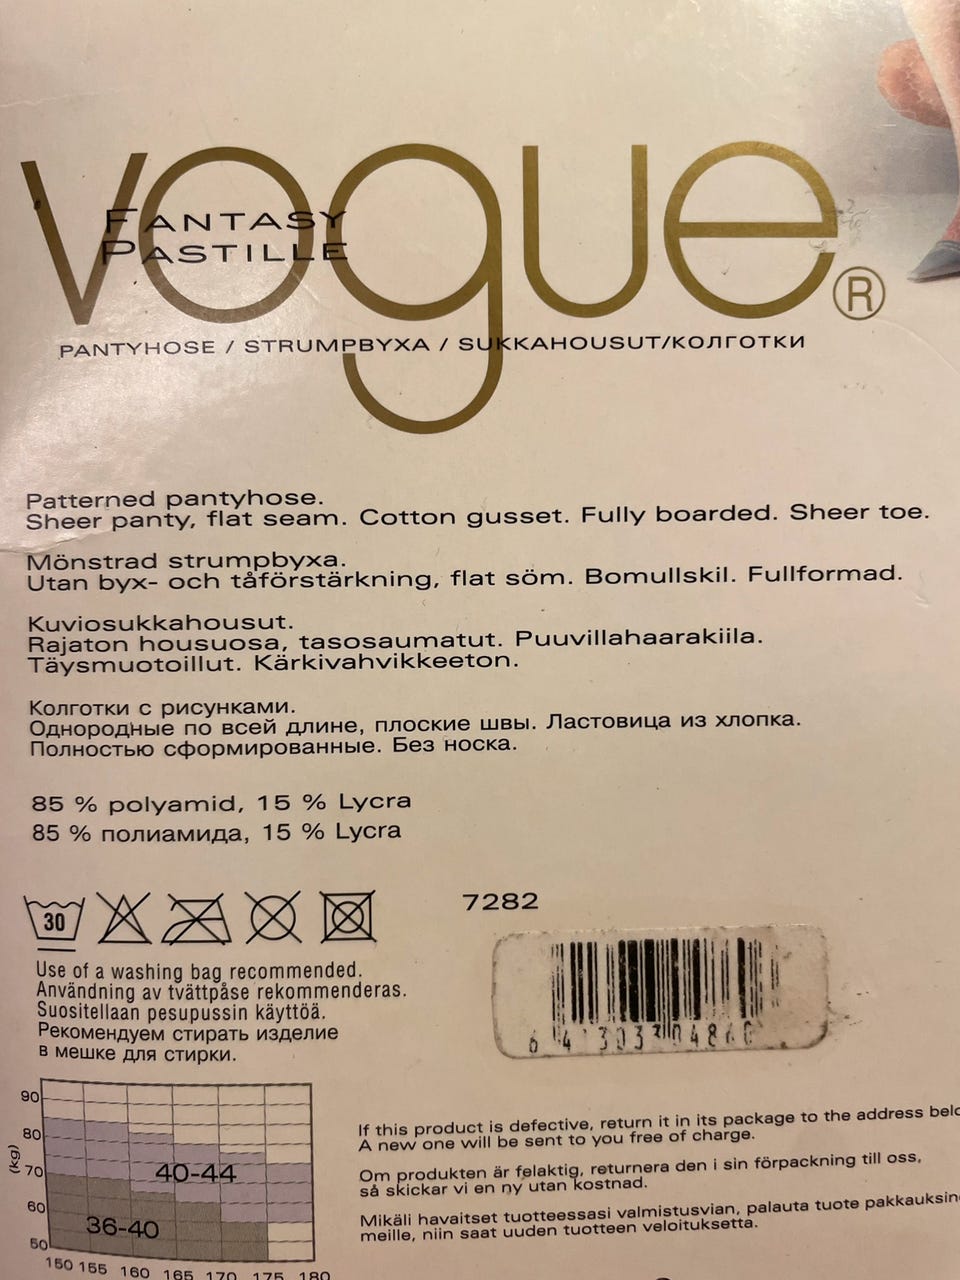 vogue®
FANTASY
PASTILLE
PANTYHOSE / STRUMPBYXA / SUKKAHOUSUT/КОЛГОТКИ
Patterned pantyhose.
Sheer panty, flat seam. Cotton gusset. Fully boarded. Sheer toe.
Mönstrad strumpbyxa.
Utan byx- och tåförstärkning, flat söm. Bomullskil. Fullformad.
Kuviosukkahousut.
Rajaton housuosa, tasosaumatut. Puuvillahaarakiila.
Täysmuotoillut. Kärkivahvikkeeton.
Колготки с рисунками.
Однородные по всей длине, плоские швы. Ластовица из хлопка.
Полностью сформированные. Без носка.
85 % polyamid, 15 % Lycra
85 % полиамида, 15 % Lycra
30
7282
Use of a washing bag recommended.
Användning av tvättpåse rekommenderas.
Suositellaan pesupussin käyttöä.
Рекомендуем стирать изделие
в мешке для стирки.
90
80
(kg)
70
60
50
40-44
36-40
150 155 160 165 170 175 180
If this product is defective, return it in its package to the address
A new one will be sent to you free of charge.
Om produkten är felaktig, returnera den i sin förpackning till oss,
så skickar vi en ny utan kostnad.
Mikäli havaitset tuotteessasi valmistusvian, palauta tuote
meille, niin saat uuden tuotteen veloituksetta.